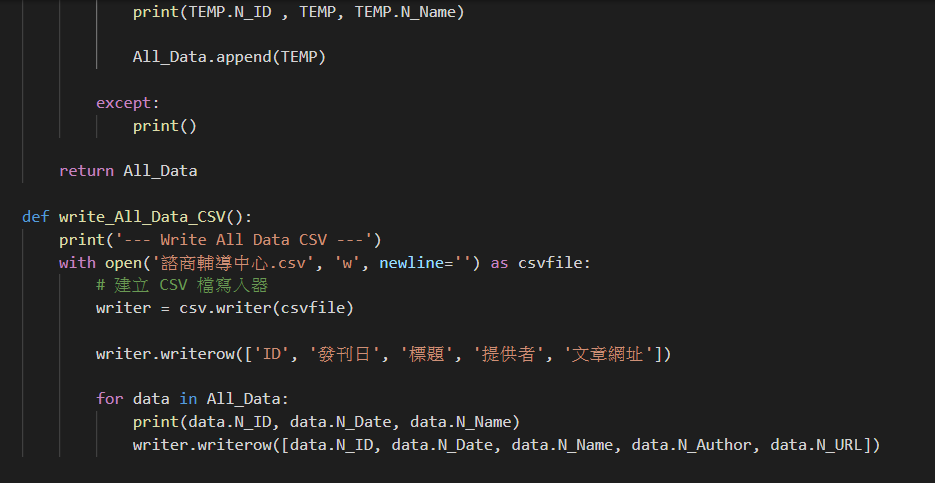 print(TEMP.N_ID , TEMP, TEMP.N_Name)
All_Data.append(TEMP)
except:
print()
return All_Data
def write_All_Data_CSV():
print('--- Write All Data CSV ---')
with open('諮商輔導中心.csv', 'w', newline='') as csvfile:
# 建立 CSV 檔寫入器
writer = csv.writer(csvfile)
writer.writerow(['ID', '發刊日', '標題', '提供者', '文章網址'])
for data in All_Data:
print(data.N_ID, data.N_Date, data.N_Name)
writer.writerow([data.N_ID, data.N_Date, data.N_Name, data.N_Author, data.N_URL])